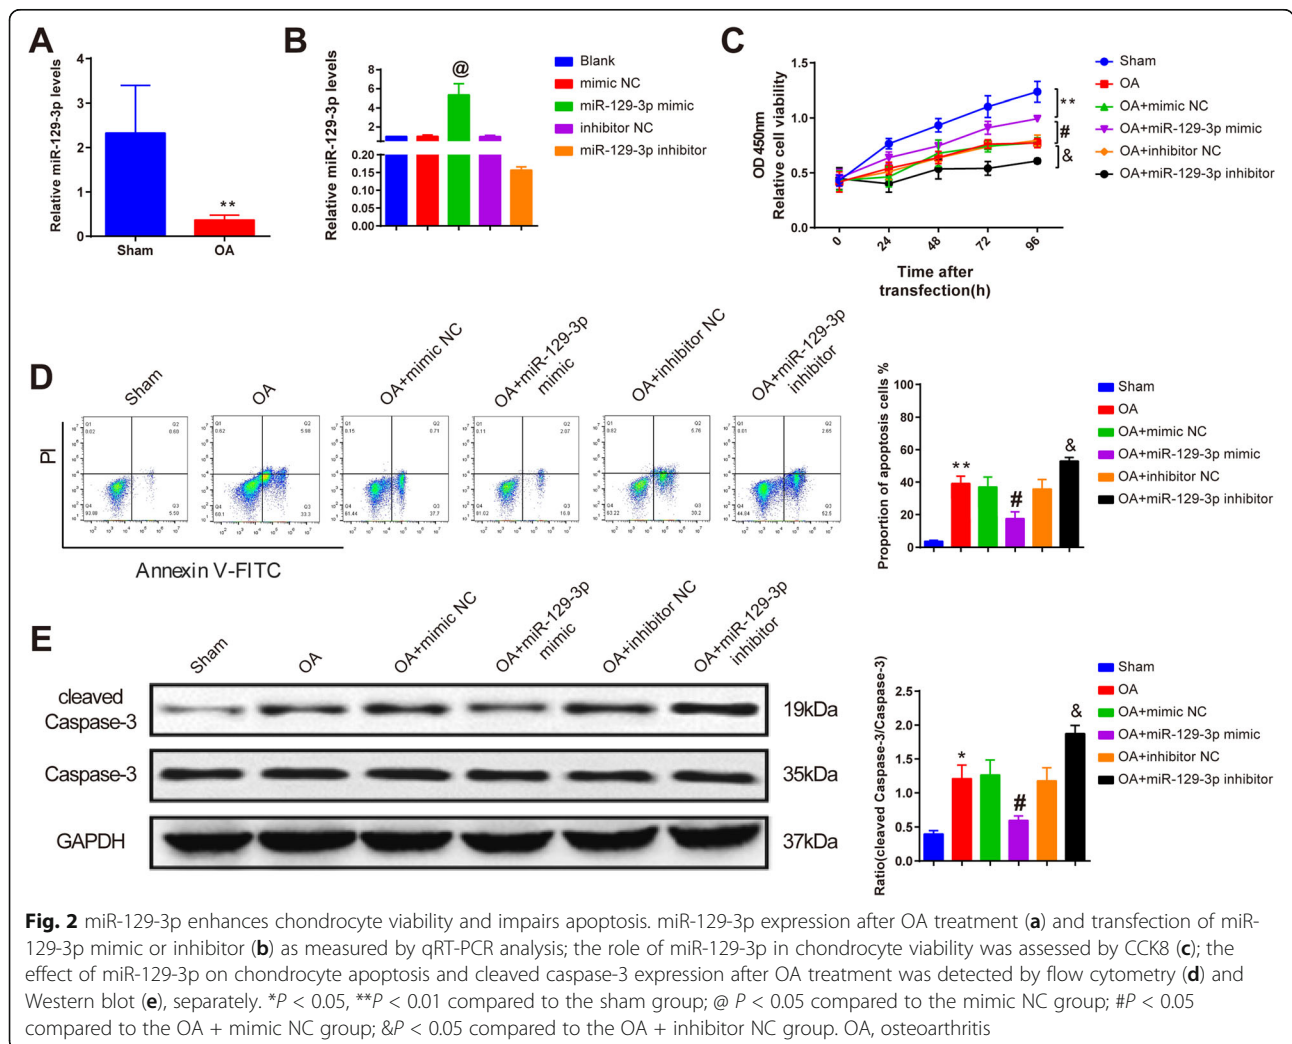 A
Relative miR-129-3p levels
4
3
2
1
0
**
Sham
OA
B
Relative miR-129-3p levels
8
6
4
2
0.20
0.15
0.10
0.05
0.00
@
Blank
mimic NC
miR-129-3p mimic
inhibitor NC
miR-129-3p inhibitor
C
OD 450nm
Relative cell viability
1.5
1.0
0.5
0.0
0
24
48
72
96
Time after
transfection(h)
**
#
&
Sham
OA
OA+mimic NC
OA+miR-129-3p mimic
OA+inhibitor NC
OA+miR-129-3p inhibitor
D
Sham
OA
OA+mimic NC
OA+miR-129-3p
mimic
OA+inhibitor NC
OA+miR-129-3p
inhibitor
PI
Annexin V-FITC
Proportion of apoptosis cells %
100
80
60
40
20
0
**
#
&
Sham
OA
OA+mimic NC
OA+miR-129-3p mimic
OA+inhibitor NC
OA+miR-129-3p inhibitor
E
Sham
OA
OA+mimic NC
OA+miR-129-3p
mimic
OA+inhibitor NC
OA+miR-129-3p
inhibitor
cleaved
Caspase-3
19kDa
Caspase-3
35kDa
GAPDH
37kDa
Ratio(cleaved Caspase-3/Caspase-3)
2.5
2.0
1.5
1.0
0.5
0.0
*
#
&
Sham
OA
OA+mimic NC
OA+miR-129-3p mimic
OA+inhibitor NC
OA+miR-129-3p inhibitor
Fig. 2 miR-129-3p enhances chondrocyte viability and impairs apoptosis. miR-129-3p expression after OA treatment (a) and transfection of miR-
129-3p mimic or inhibitor (b) as measured by qRT-PCR analysis; the role of miR-129-3p in chondrocyte viability was assessed by CCK8 (c); the
effect of miR-129-3p on chondrocyte apoptosis and cleaved caspase-3 expression after OA treatment was detected by flow cytometry (d) and
Western blot (e), separately. *P < 0.05, **P < 0.01 compared to the sham group; @ P < 0.05 compared to the mimic NC group; #P < 0.05
compared to the OA + mimic NC group; &P < 0.05 compared to the OA + inhibitor NC group. OA, osteoarthritis